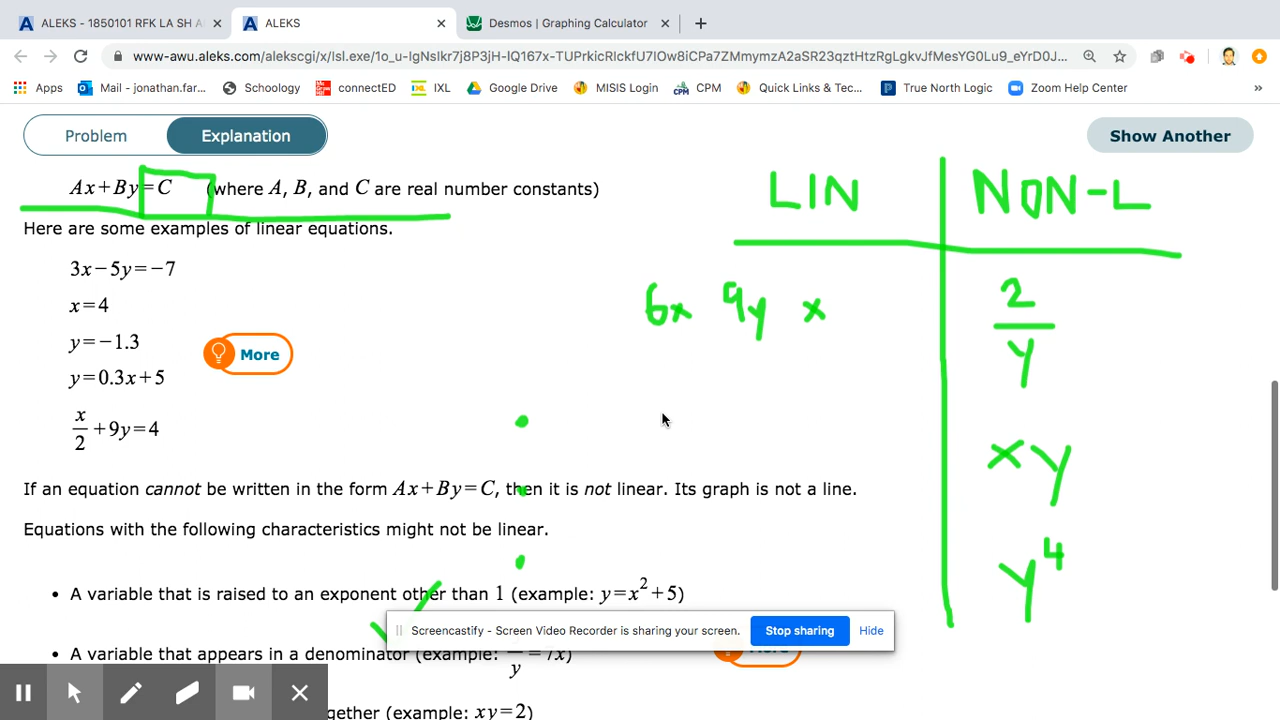 ALEKS - 1850101 RFK LA SH A
ALEKS
Desmos | Graphing Calculator
www-awu.aleks.com/alekscgi/x/Isl.exe/1o_u-IgNsIkr7j8P3jH-IQ167x-TUPrkicRIckfU7IOw8iCPa7ZMmymzA2aSR23qztHtzRgLgkvJfMesYG0Lu9_eYrD0J...
Apps Mail - jonathan.far... Schoology connectED IXL Google Drive MISIS Login CPM Quick Links & Tec... True North Logic Zoom Help Center »
Problem
Explanation
Show Another
Ax+By=C (where A, B, and C are real number constants)
Here are some examples of linear equations.
3x−5y=−7
x=4
y=−1.3
y=0.3x+5
x/2+9y=4
More
LIN
NON-L
6x 9y x
2
y
xy
y⁴
If an equation cannot be written in the form Ax+By=C, then it is not linear. Its graph is not a line.
Equations with the following characteristics might not be linear.
• A variable that is raised to an exponent other than 1 (example: y=x²+5)
Screencastify - Screen Video Recorder is sharing your screen.
Stop sharing
Hide
• A variable that appears in a denominator (example: y =7x)
gether (example: xy=2)